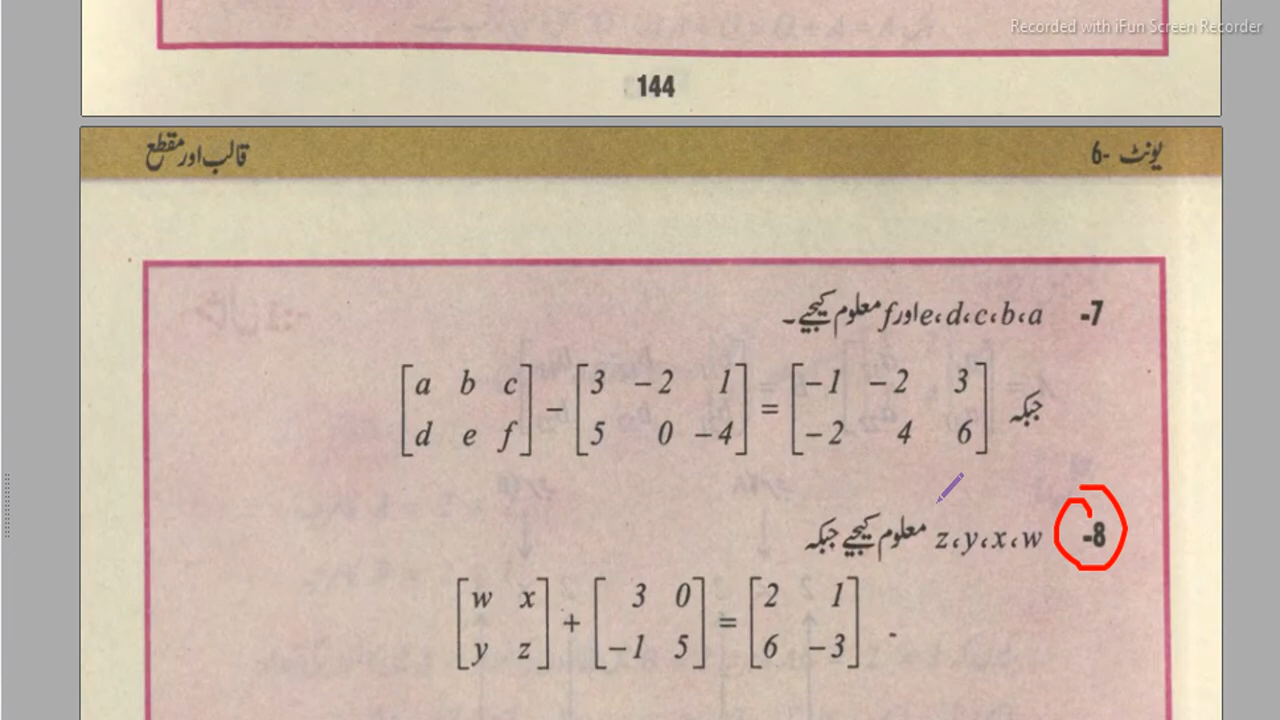 Recorded with iFun Screen Recorder
144
یونٹ -6 قالب اور مقطع
-7 a،b،c،d،e اور f معلوم کیجیے۔
جبکہ [a b c; d e f] − [3 −2 1; 5 0 −4] = [−1 −2 3; −2 4 6]
-8 w،x،y،z معلوم کیجیے جبکہ
[w x; y z] + [3 0; −1 5] = [2 1; 6 −3] .